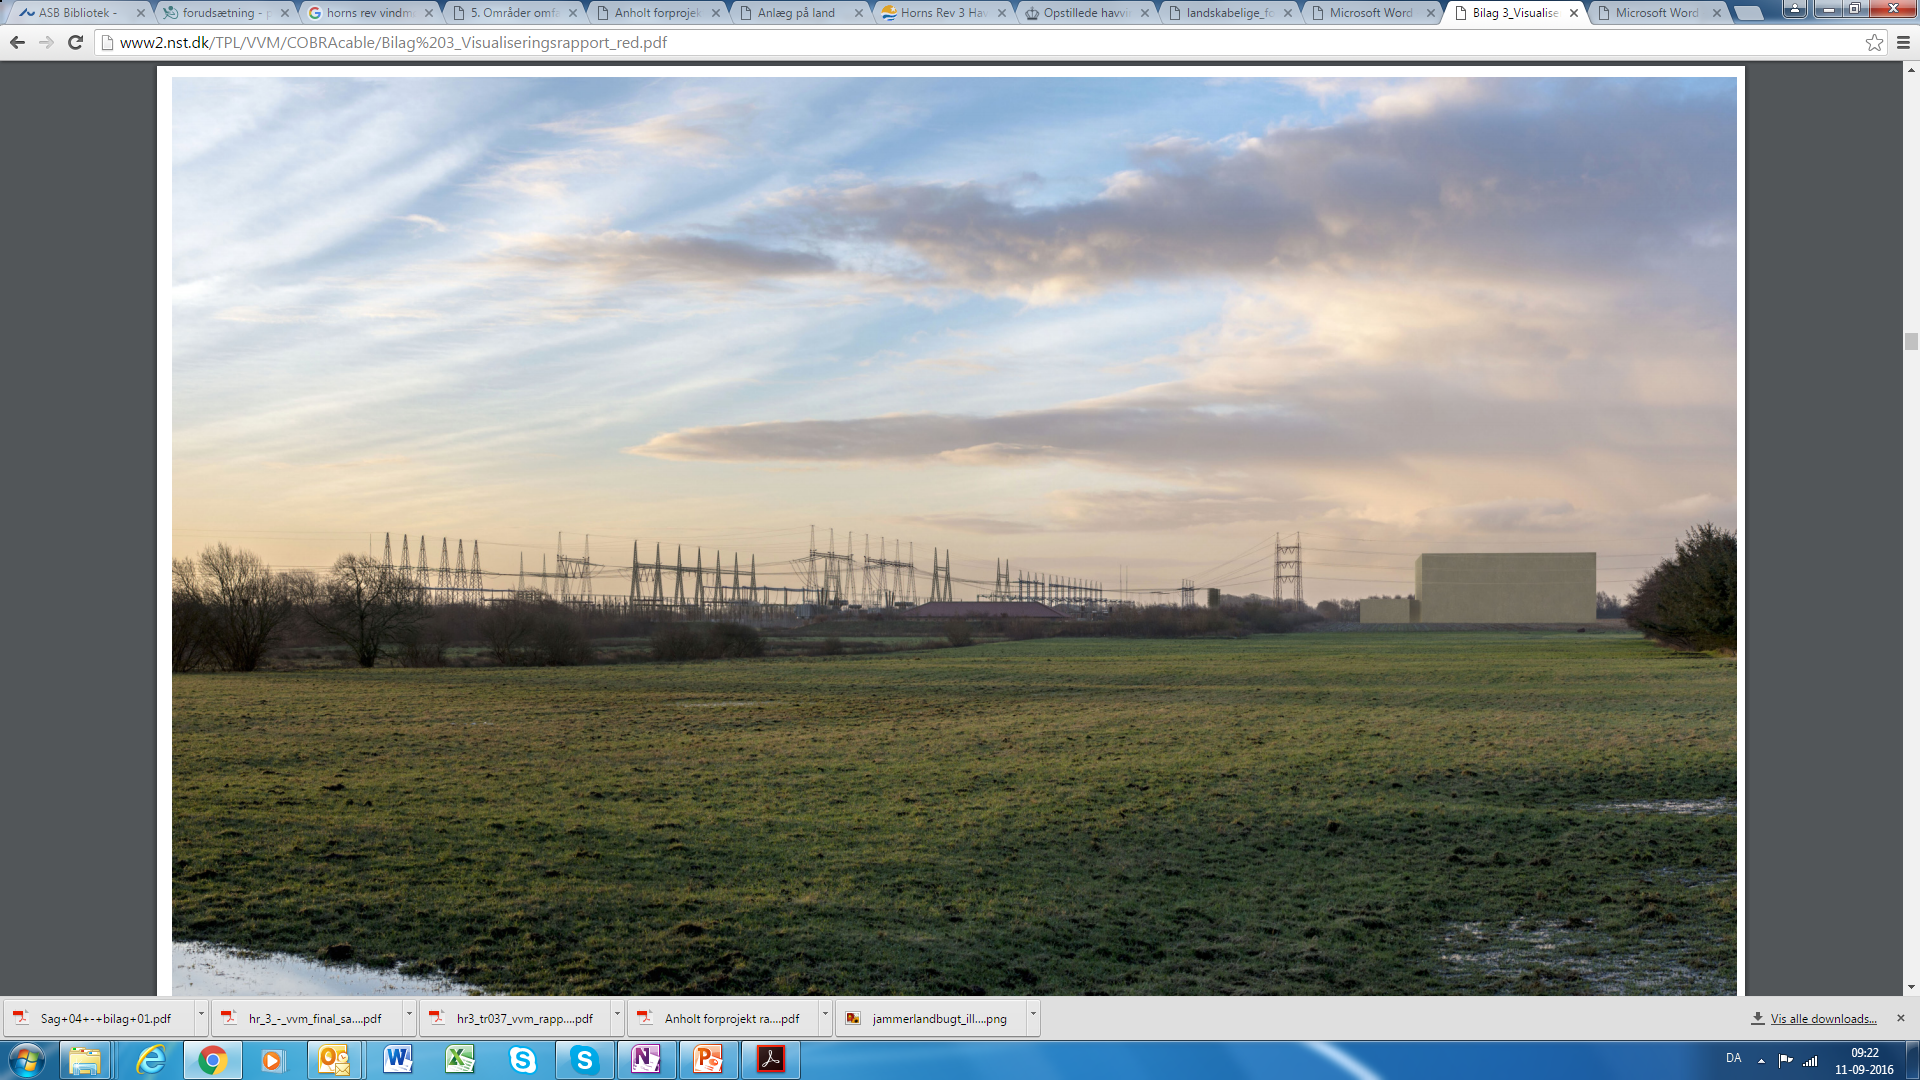 ASB Bibliotek -
forudsætning - p
horns rev vindm
5. Områder omfa
Anholt forprojek
Anlæg på land
Horns Rev 3 Hav
Opstillede havvi
landskabelige_fo
Microsoft Word
Bilag 3_Visualise
Microsoft Word
www2.nst.dk/TPL/VVM/COBRAcable/Bilag%203_Visualiseringsrapport_red.pdf
Sag+04+-+bilag+01.pdf
hr_3_-_vvm_final_sa....pdf
hr3_tr037_vvm_rapp....pdf
Anholt forprojekt ra....pdf
jammerlandbugt_ill....png
Vis alle downloads...
DA
09:22
11-09-2016